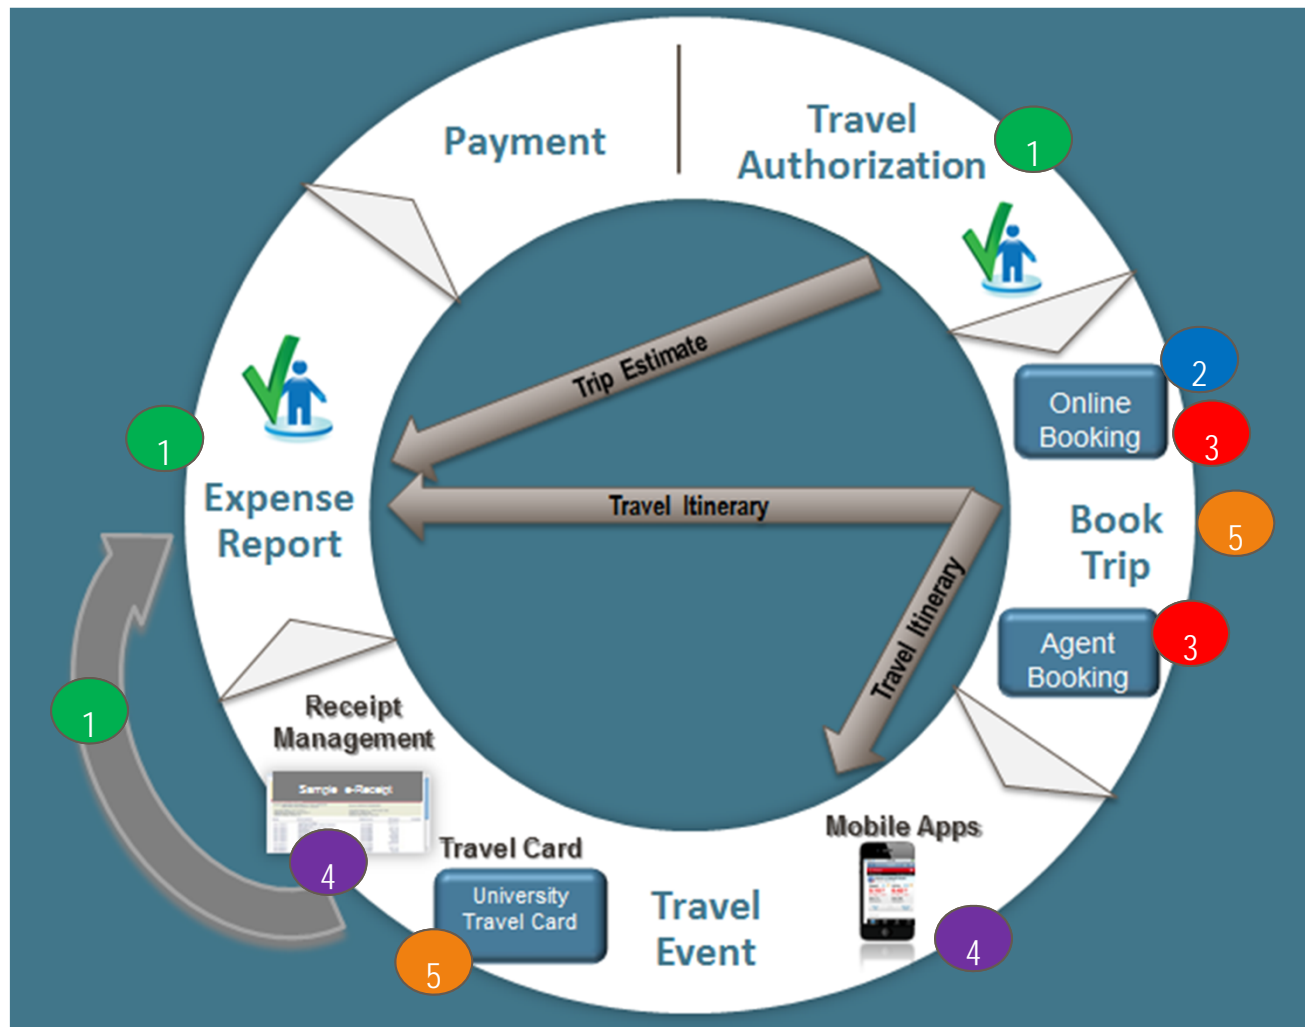 Payment
Travel
Authorization
1
Trip Estimate
2
Online
Booking
3
1
Expense
Report
Travel Itinerary
Book
Trip
5
Travel Itinerary
Agent
Booking
3
1
Receipt
Management
Sample e-Receipt
4
Travel Card
University
Travel Card
5
Travel
Event
Mobile Apps
4